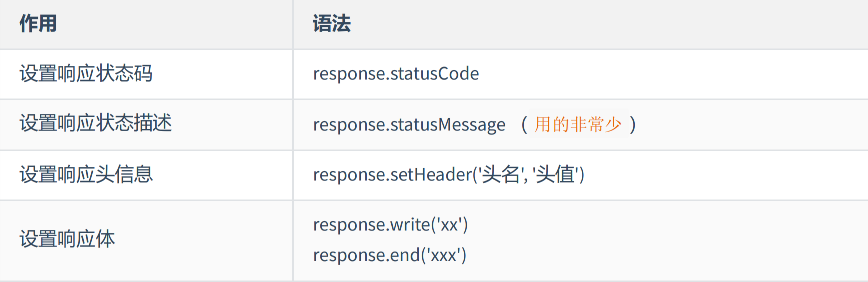 作用 语法
设置响应状态码 response.statusCode
设置响应状态描述 response.statusMessage （ 用的非常少 ）
设置响应头信息 response.setHeader('头名', '头值')
设置响应体 response.write('xx')
response.end('xxx')